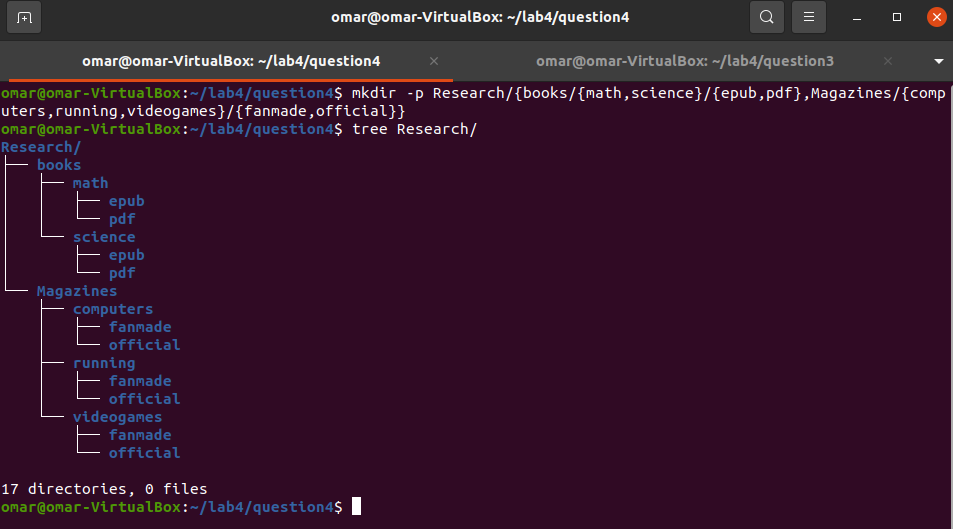 omar@omar-VirtualBox: ~/lab4/question4
omar@omar-VirtualBox: ~/lab4/question4
omar@omar-VirtualBox: ~/lab4/question3
omar@omar-VirtualBox:~/lab4/question4$ mkdir -p Research/{books/{math,science}/{epub,pdf},Magazines/{comp
uters,running,videogames}/{fanmade,official}}
omar@omar-VirtualBox:~/lab4/question4$ tree Research/
Research/
├── books
│   ├── math
│   │   ├── epub
│   │   └── pdf
│   └── science
│       ├── epub
│       └── pdf
└── Magazines
    ├── computers
    │   ├── fanmade
    │   └── official
    ├── running
    │   ├── fanmade
    │   └── official
    └── videogames
        ├── fanmade
        └── official
17 directories, 0 files
omar@omar-VirtualBox:~/lab4/question4$